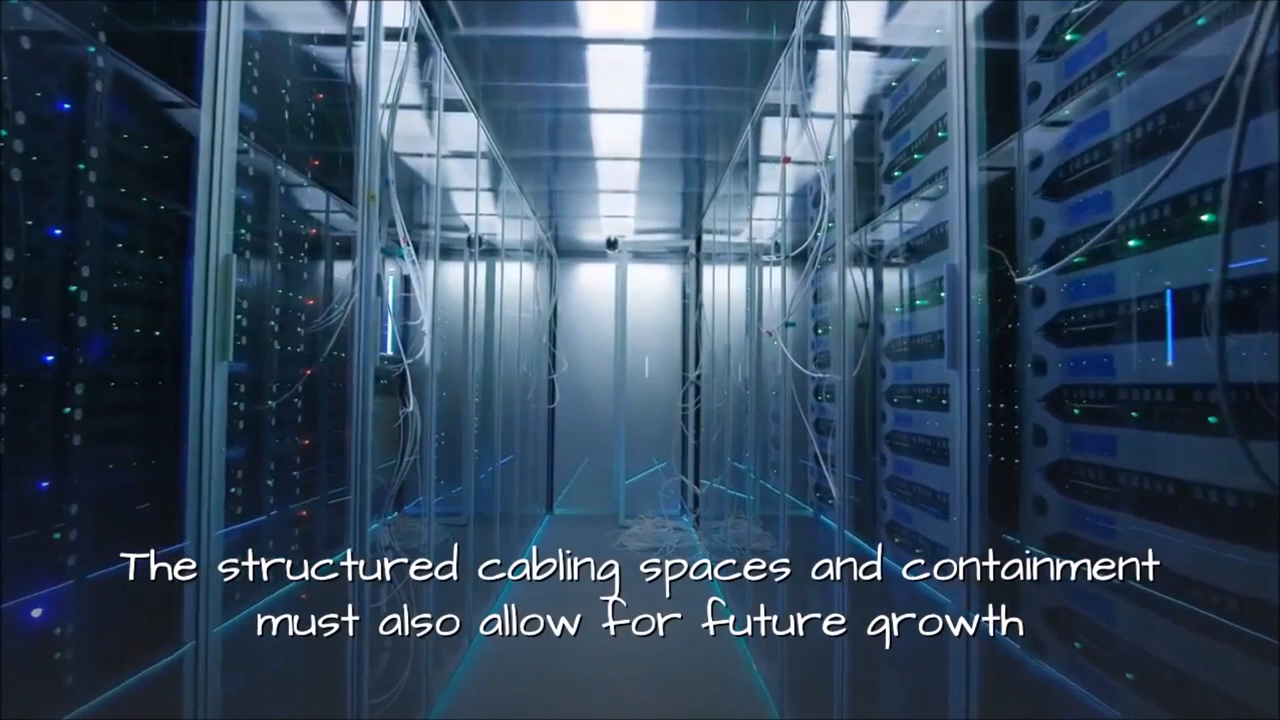 The structured cabling spaces and containment
must also allow for future growth